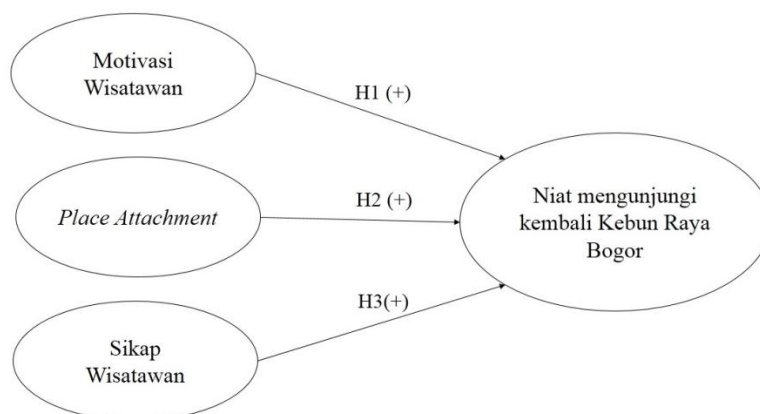 Motivasi
Wisatawan
H1 (+)
Place Attachment
H2 (+)
Niat mengunjungi
kembali Kebun Raya
Bogor
H3(+)
Sikap
Wisatawan